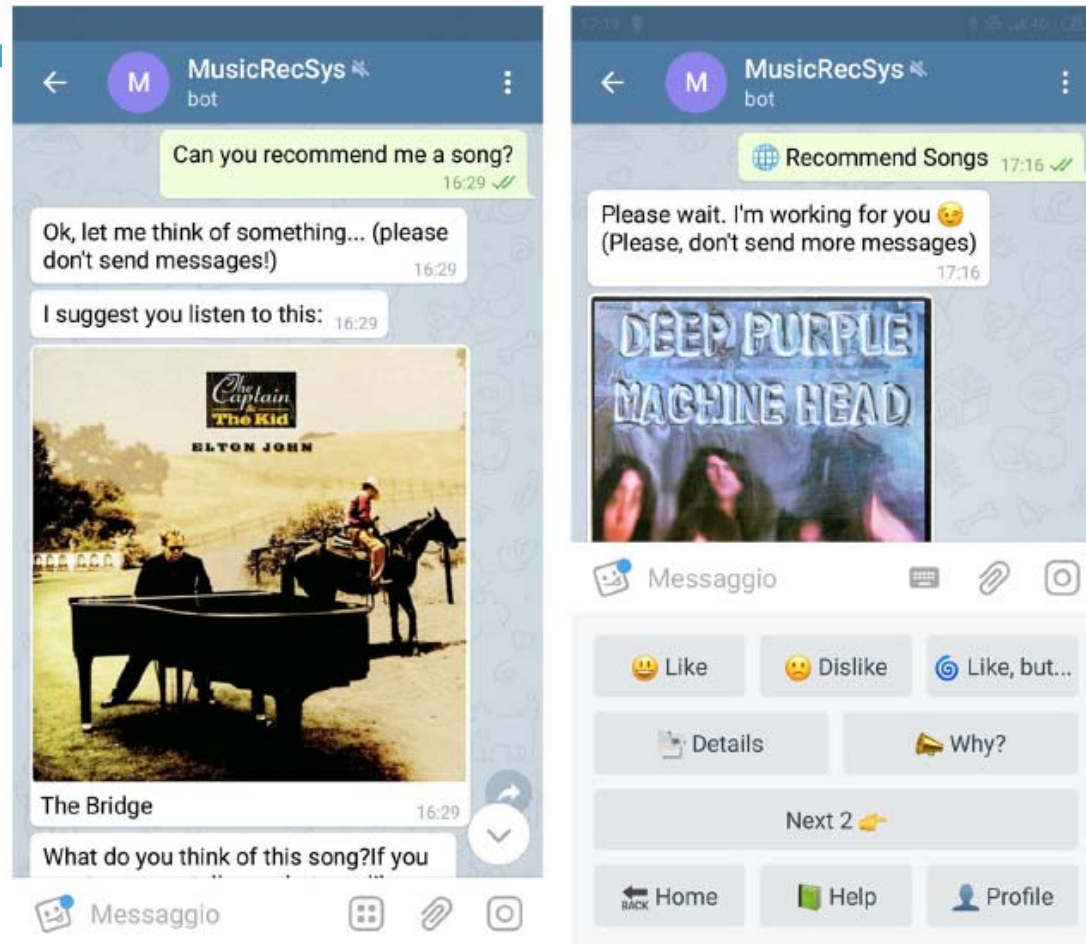 M
MusicRecSys
bot
Can you recommend me a song?
16:29
Ok, let me think of something... (please
don't send messages!)
16:29
I suggest you listen to this: 16:29
The
Captain
&
The Kid
ELTON JOHN
The Bridge
16:29
What do you think of this song?If you
Messaggio
17:19
40
M
MusicRecSys
bot
Recommend Songs 17:16
Please wait. I'm working for you 😉
(Please, don't send more messages)
17:16
DEEP PURPLE
MACHINE HEAD
Messaggio
😃 Like
🙁 Dislike
🌀 Like, but...
Details
Why?
Next 2 👉
BACK Home
Help
Profile